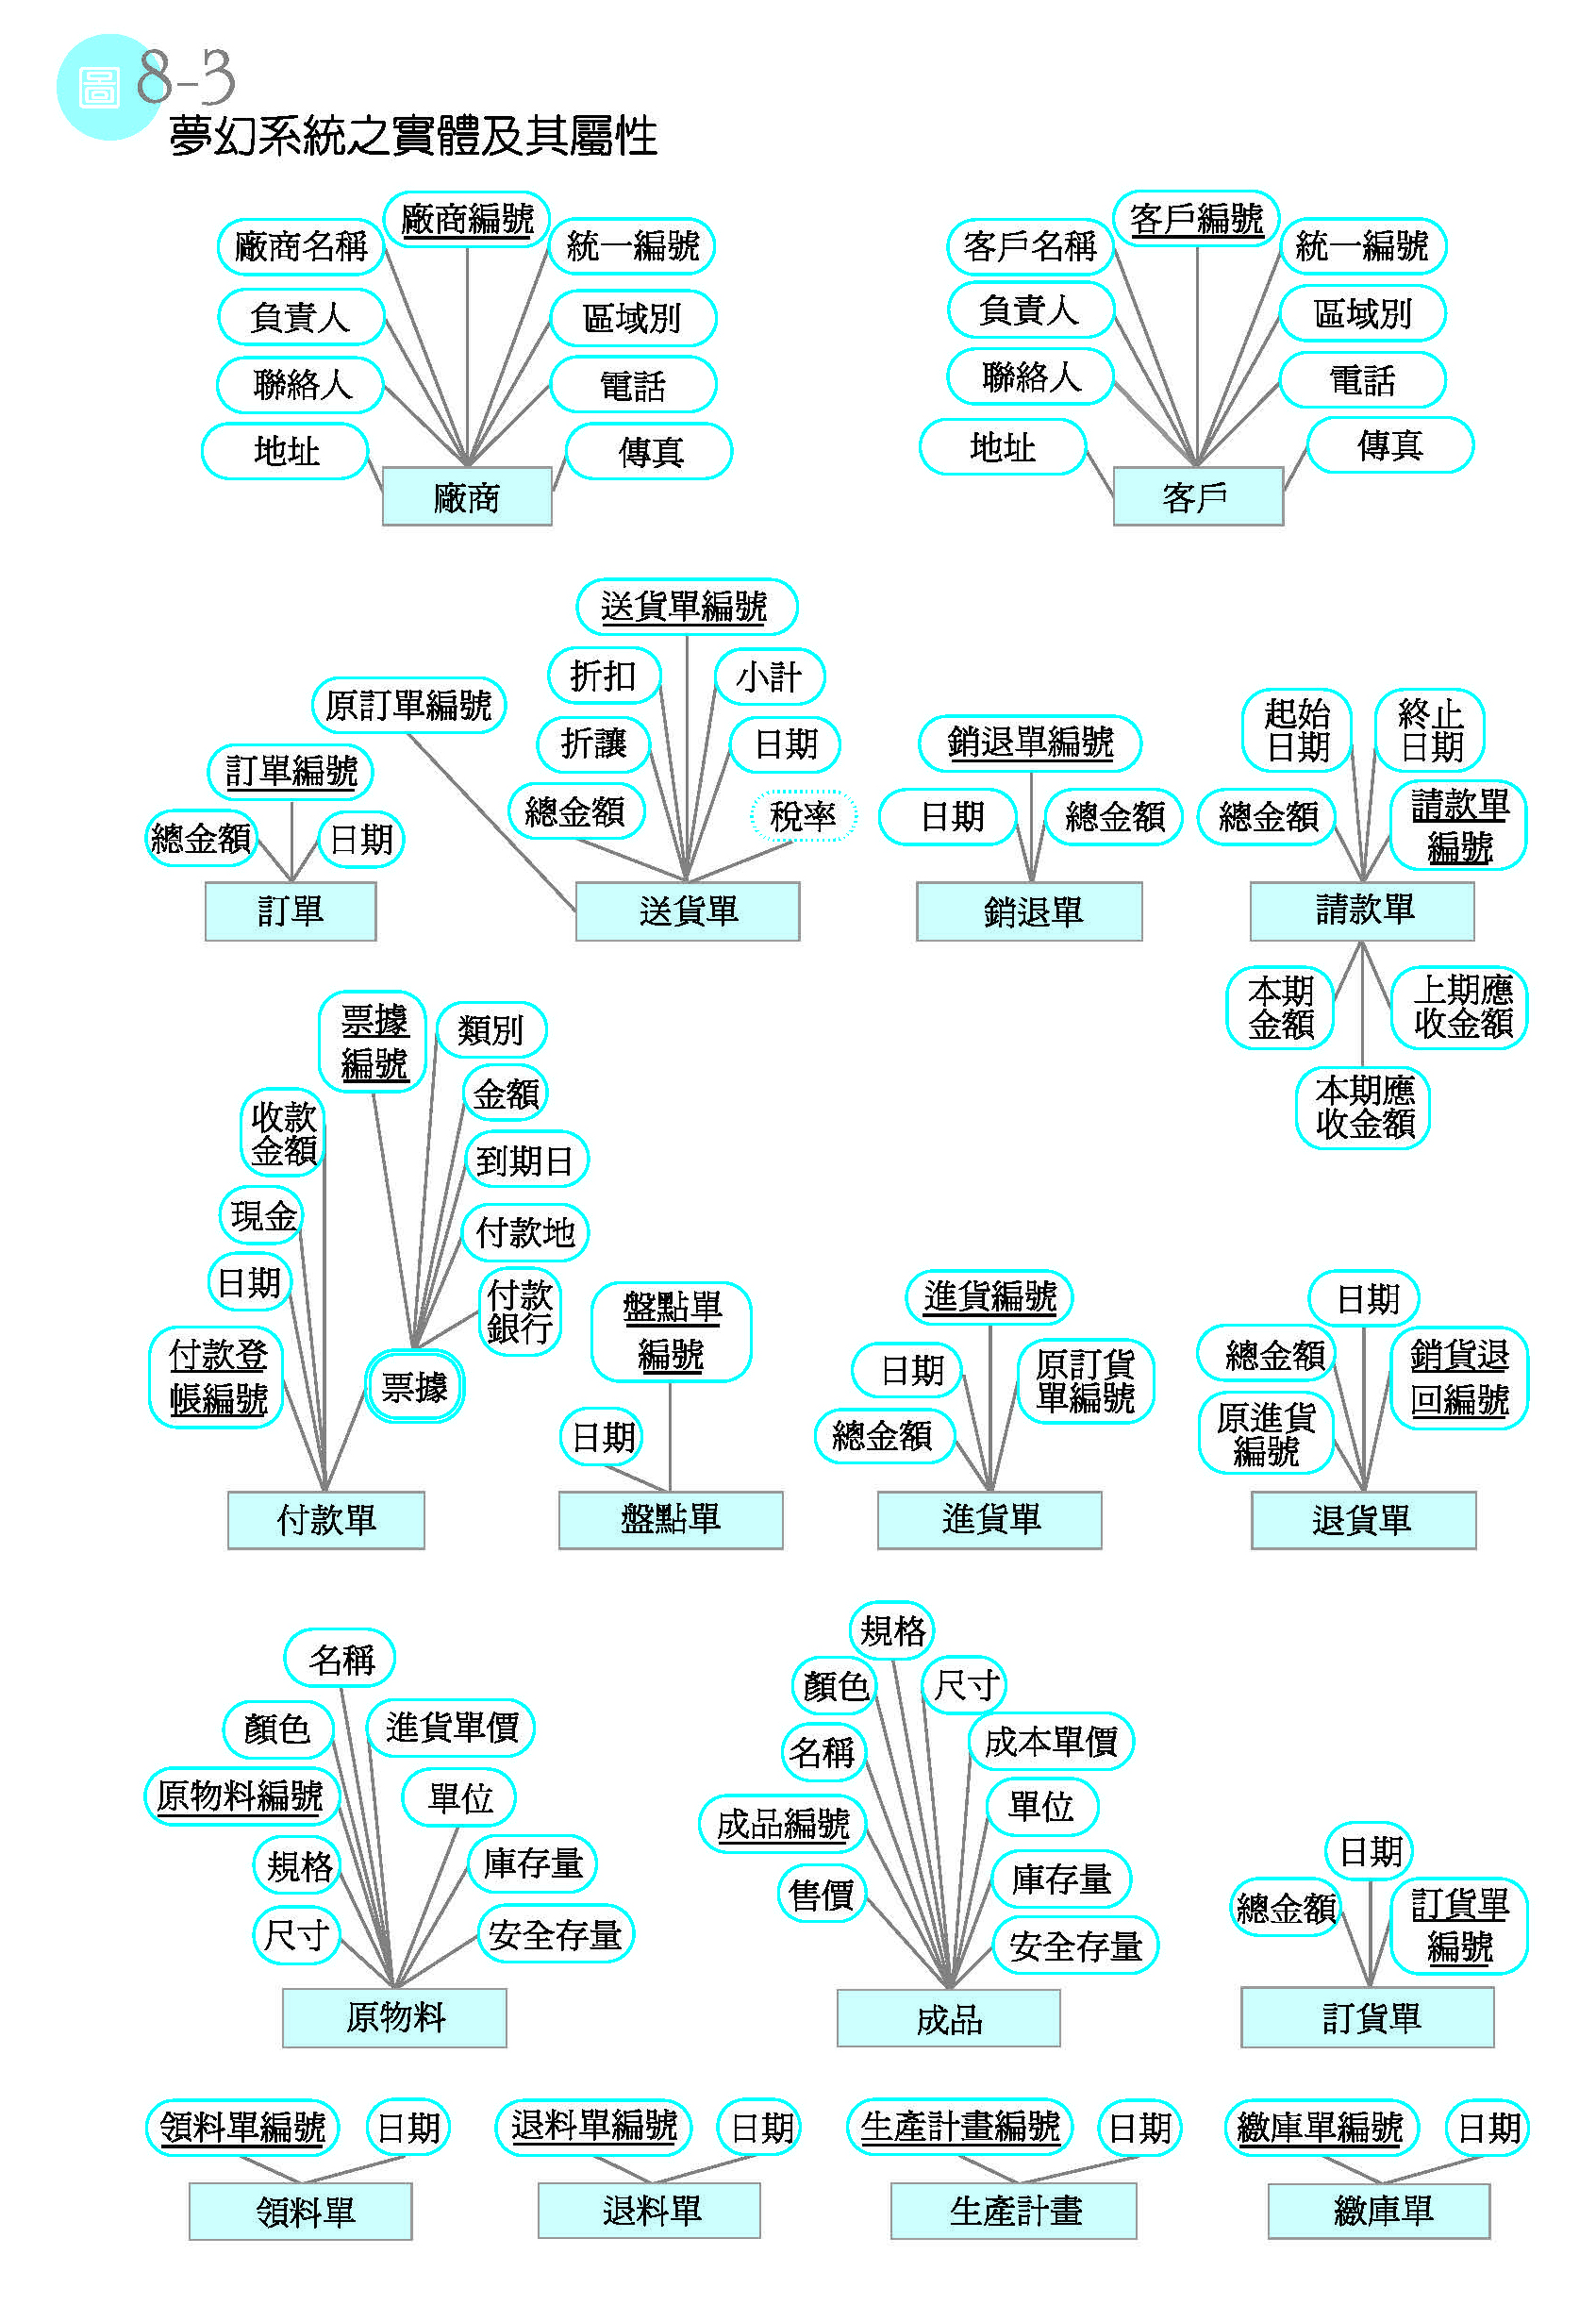 圖 8-3
夢幻系統之實體及其屬性
廠商編號
廠商名稱
統一編號
負責人
區域別
聯絡人
電話
地址
傳真
廠商
客戶編號
客戶名稱
統一編號
負責人
區域別
聯絡人
電話
地址
傳真
客戶
訂單編號
總金額
日期
訂單
送貨單編號
原訂單編號
折扣
小計
折讓
日期
總金額
稅率
送貨單
銷退單編號
日期
總金額
銷退單
起始
日期
終止
日期
總金額
請款單
編號
請款單
本期
金額
上期應
收金額
本期應
收金額
票據
編號
類別
金額
到期日
付款地
付款
銀行
票據
收款
金額
現金
日期
付款登
帳編號
付款單
盤點單
編號
日期
盤點單
進貨編號
日期
原訂貨
單編號
總金額
進貨單
日期
總金額
銷貨退
回編號
原進貨
編號
退貨單
名稱
顏色
進貨單價
原物料編號
單位
規格
庫存量
尺寸
安全存量
原物料
規格
顏色
尺寸
名稱
成本單價
成品編號
單位
售價
庫存量
安全存量
成品
日期
總金額
訂貨單
編號
訂貨單
領料單編號
日期
領料單
退料單編號
日期
退料單
生產計畫編號
日期
生產計畫
繳庫單編號
日期
繳庫單